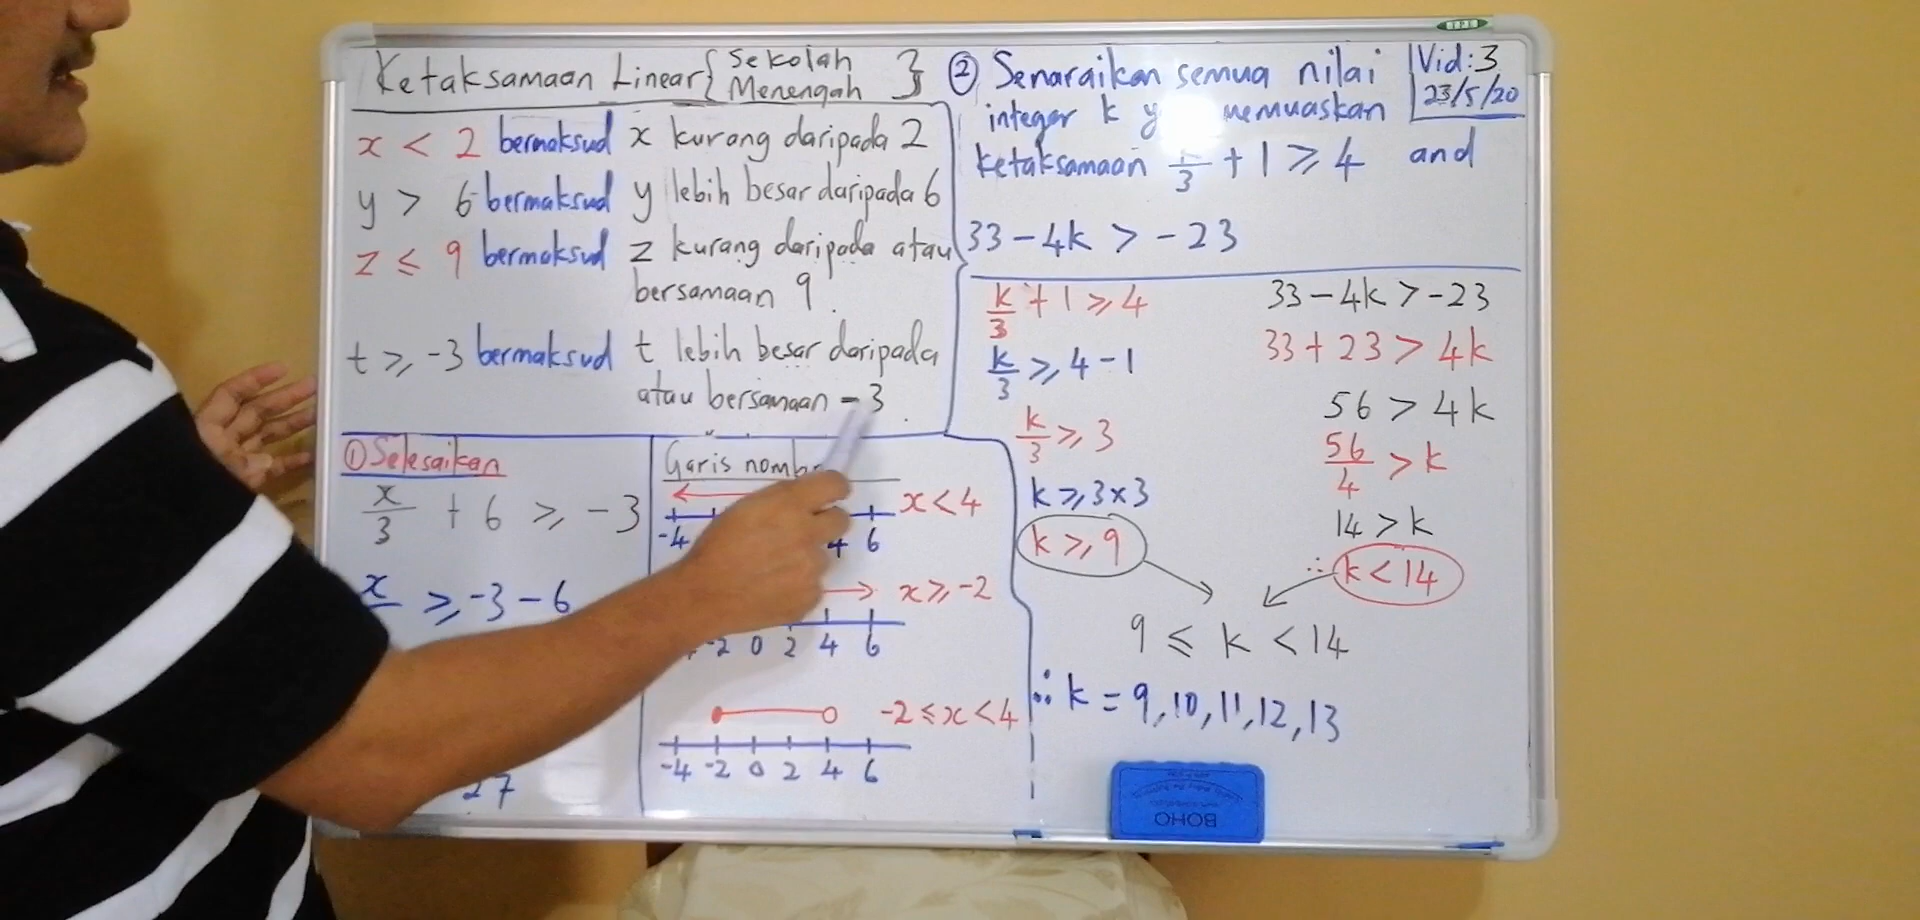 Ketaksamaan Linear { Sekolah
Menengah }
x < 2 bermaksud x kurang daripada 2
y > 6 bermaksud y lebih besar daripada 6
z ≤ 9 bermaksud z kurang daripada atau
bersamaan 9.
t ≥ -3 bermaksud t lebih besar daripada
atau bersamaan -3.
① Selesaikan
x/3 + 6 ≥ -3
x ≥ -3 - 6
27
Garis
x < 4
-4 4 6
x ≥ -2
-2 0 2 4 6
-2 ≤ x < 4
-4 -2 0 2 4 6
② Senaraikan semua nilai
integer k y memuaskan
ketaksamaan /3 + 1 ≥ 4 and
33 - 4k > -23
Vid: 3
23/5/20
k/3 + 1 ≥ 4
k/3 ≥ 4 - 1
k/3 ≥ 3
k ≥ 3 x 3
k ≥ 9
33 - 4k > -23
33 + 23 > 4k
56 > 4k
56/4 > k
14 > k
∴ k < 14
9 ≤ k < 14
∴ k = 9, 10, 11, 12, 13
BOHO